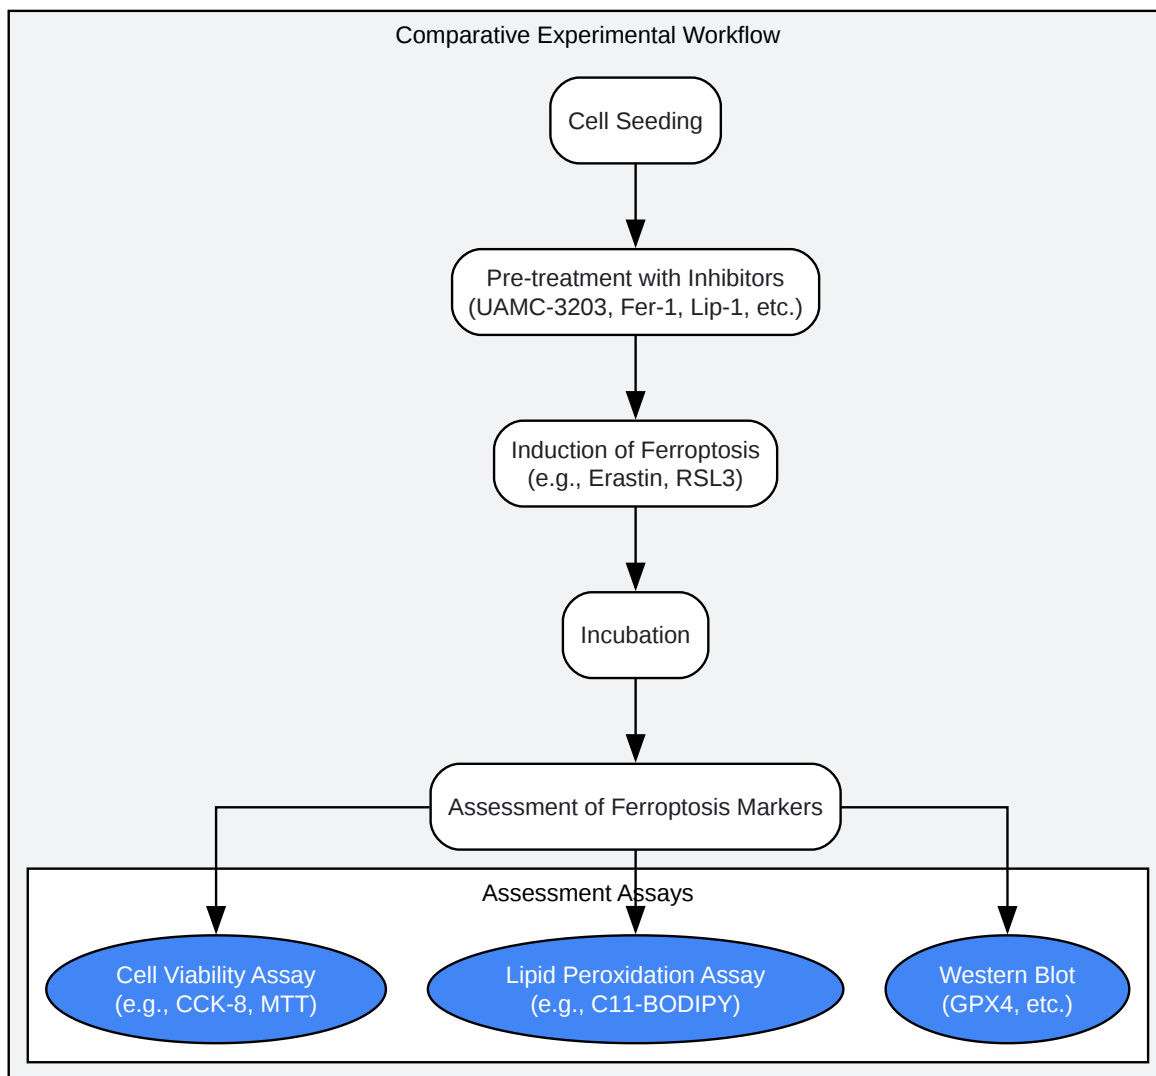 Comparative Experimental Workflow
Cell Seeding
Pre-treatment with Inhibitors
(UAMC-3203, Fer-1, Lip-1, etc.)
Induction of Ferroptosis
(e.g., Erastin, RSL3)
Incubation
Assessment of Ferroptosis Markers
Assessment Assays
Cell Viability Assay
(e.g., CCK-8, MTT)
Lipid Peroxidation Assay
(e.g., C11-BODIPY)
Western Blot
(GPX4, etc.)